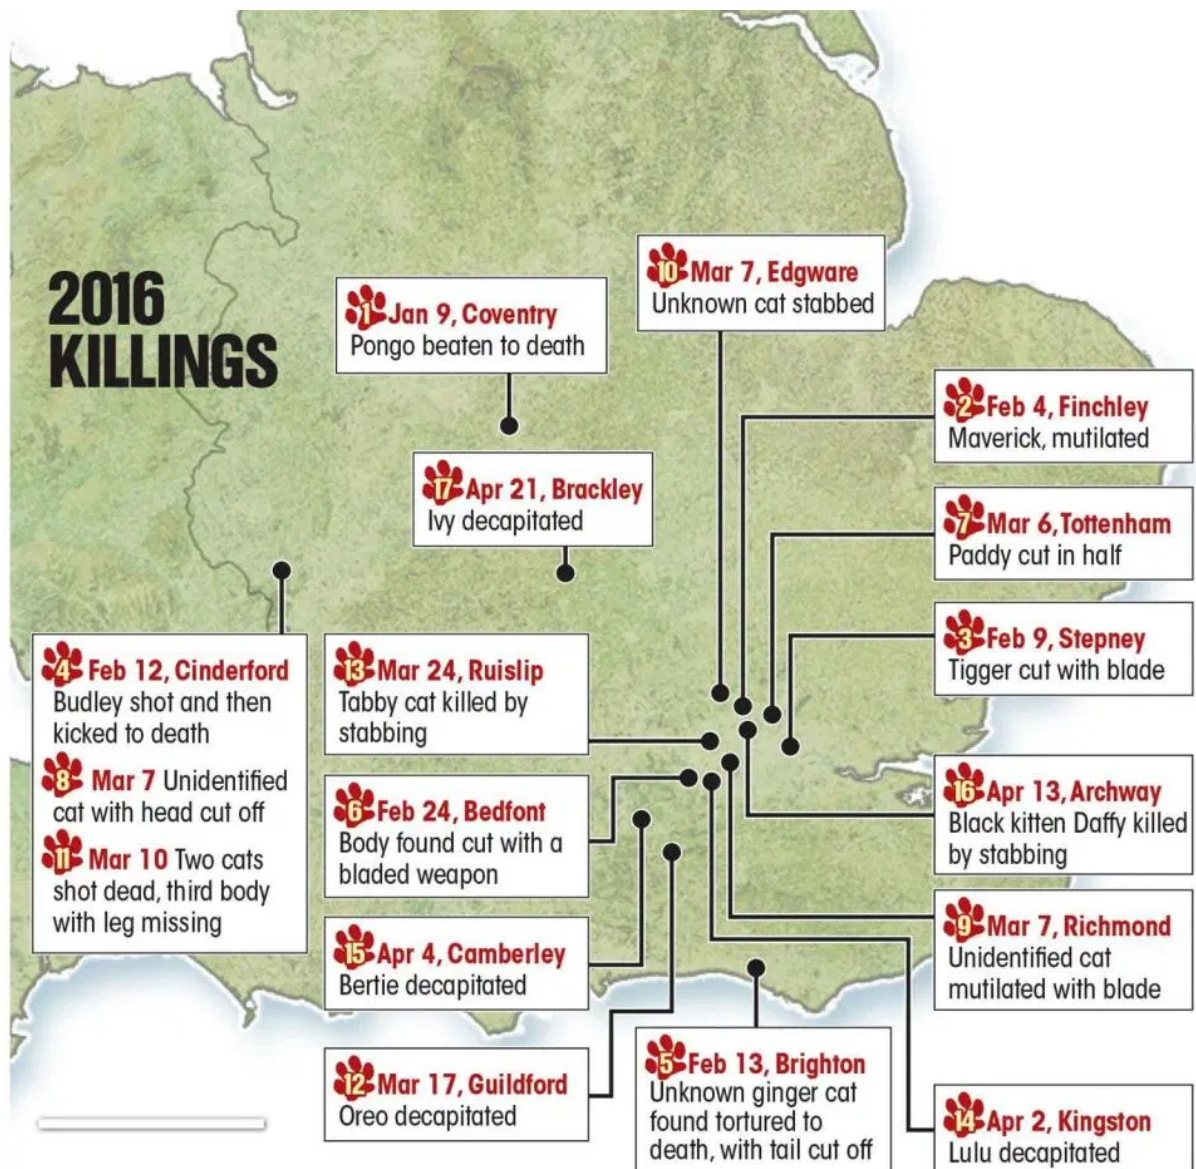 2016
KILLINGS
1 Jan 9, Coventry
Pongo beaten to death
10 Mar 7, Edgware
Unknown cat stabbed
2 Feb 4, Finchley
Maverick, mutilated
17 Apr 21, Brackley
Ivy decapitated
7 Mar 6, Tottenham
Paddy cut in half
3 Feb 9, Stepney
Tigger cut with blade
4 Feb 12, Cinderford
Budley shot and then
kicked to death
8 Mar 7 Unidentified
cat with head cut off
11 Mar 10 Two cats
shot dead, third body
with leg missing
13 Mar 24, Ruislip
Tabby cat killed by
stabbing
6 Feb 24, Bedfont
Body found cut with a
bladed weapon
15 Apr 4, Camberley
Bertie decapitated
12 Mar 17, Guildford
Oreo decapitated
5 Feb 13, Brighton
Unknown ginger cat
found tortured to
death, with tail cut off
16 Apr 13, Archway
Black kitten Daffy killed
by stabbing
9 Mar 7, Richmond
Unidentified cat
mutilated with blade
14 Apr 2, Kingston
Lulu decapitated